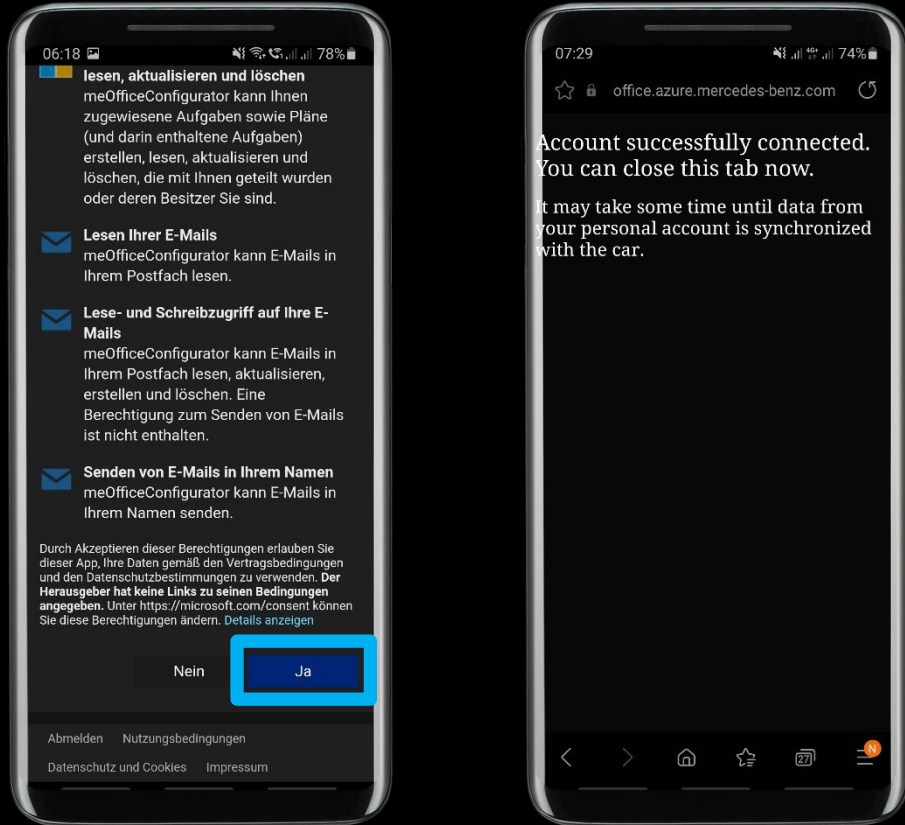 06:18
78%
lesen, aktualisieren und löschen
meOfficeConfigurator kann Ihnen
zugewiesene Aufgaben sowie Pläne
(und darin enthaltene Aufgaben)
erstellen, lesen, aktualisieren und
löschen, die mit Ihnen geteilt wurden
oder deren Besitzer Sie sind.
Lesen Ihrer E-Mails
meOfficeConfigurator kann E-Mails in
Ihrem Postfach lesen.
Lese- und Schreibzugriff auf Ihre E-
Mails
meOfficeConfigurator kann E-Mails in
Ihrem Postfach lesen, aktualisieren,
erstellen und löschen. Eine
Berechtigung zum Senden von E-Mails
ist nicht enthalten.
Senden von E-Mails in Ihrem Namen
meOfficeConfigurator kann E-Mails in
Ihrem Namen senden.
Durch Akzeptieren dieser Berechtigungen erlauben Sie
dieser App, Ihre Daten gemäß den Vertragsbedingungen
und den Datenschutzbestimmungen zu verwenden. Der
Herausgeber hat keine Links zu seinen Bedingungen
angegeben. Unter https://microsoft.com/consent können
Sie diese Berechtigungen ändern. Details anzeigen
Nein Ja
Abmelden Nutzungsbedingungen
Datenschutz und Cookies Impressum
07:29
4G+ 74%
office.azure.mercedes-benz.com
Account successfully connected.
You can close this tab now.
It may take some time until data from
your personal account is synchronized
with the car.
27
N